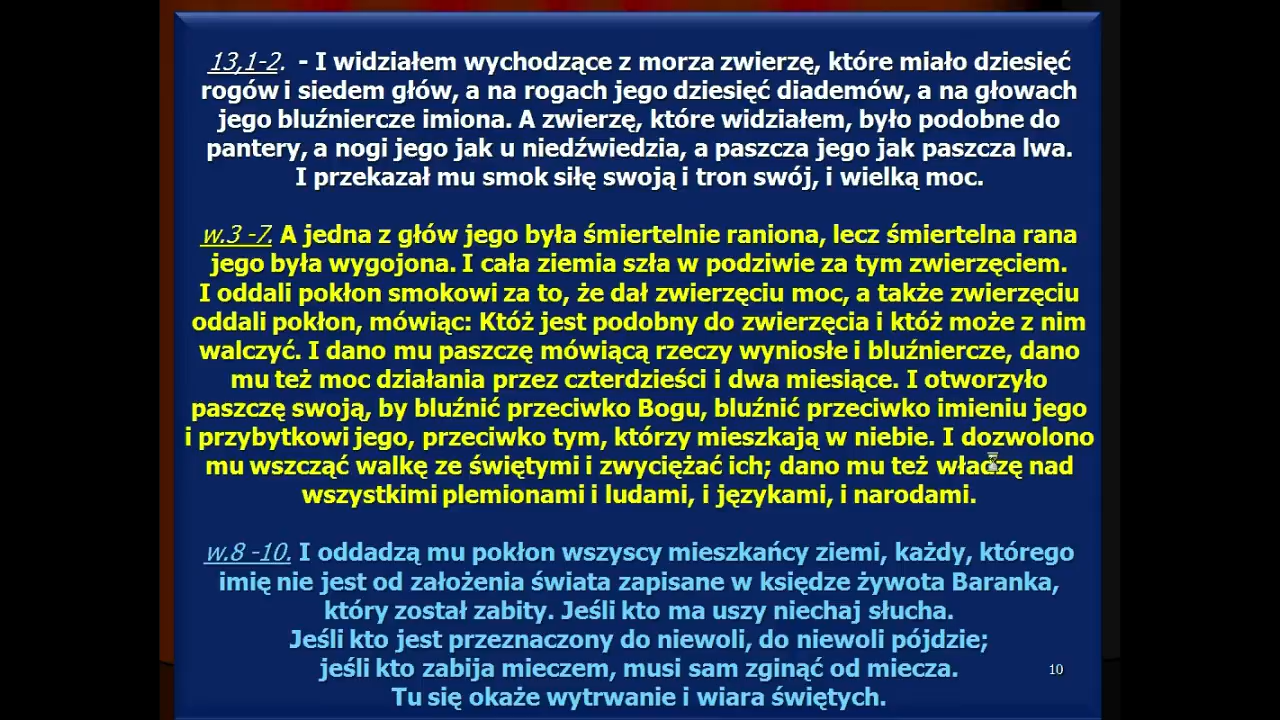 13,1-2. - I widziałem wychodzące z morza zwierzę, które miało dziesięć
rogów i siedem głów, a na rogach jego dziesięć diademów, a na głowach
jego bluźniercze imiona. A zwierzę, które widziałem, było podobne do
pantery, a nogi jego jak u niedźwiedzia, a paszcza jego jak paszcza lwa.
I przekazał mu smok siłę swoją i tron swój, i wielką moc.
w.3 -7. A jedna z głów jego była śmiertelnie raniona, lecz śmiertelna rana
jego była wygojona. I cała ziemia szła w podziwie za tym zwierzęciem.
I oddali pokłon smokowi za to, że dał zwierzęciu moc, a także zwierzęciu
oddali pokłon, mówiąc: Któż jest podobny do zwierzęcia i któż może z nim
walczyć. I dano mu paszczę mówiącą rzeczy wyniosłe i bluźniercze, dano
mu też moc działania przez czterdzieści i dwa miesiące. I otworzyło
paszczę swoją, by bluźnić przeciwko Bogu, bluźnić przeciwko imieniu jego
i przybytkowi jego, przeciwko tym, którzy mieszkają w niebie. I dozwolono
mu wszcząć walkę ze świętymi i zwyciężać ich; dano mu też władzę nad
wszystkimi plemionami i ludami, i językami, i narodami.
w.8 -10. I oddadzą mu pokłon wszyscy mieszkańcy ziemi, każdy, którego
imię nie jest od założenia świata zapisane w księdze żywota Baranka,
który został zabity. Jeśli kto ma uszy niechaj słucha.
Jeśli kto jest przeznaczony do niewoli, do niewoli pójdzie;
jeśli kto zabija mieczem, musi sam zginąć od miecza.
Tu się okaże wytrwanie i wiara świętych.
10